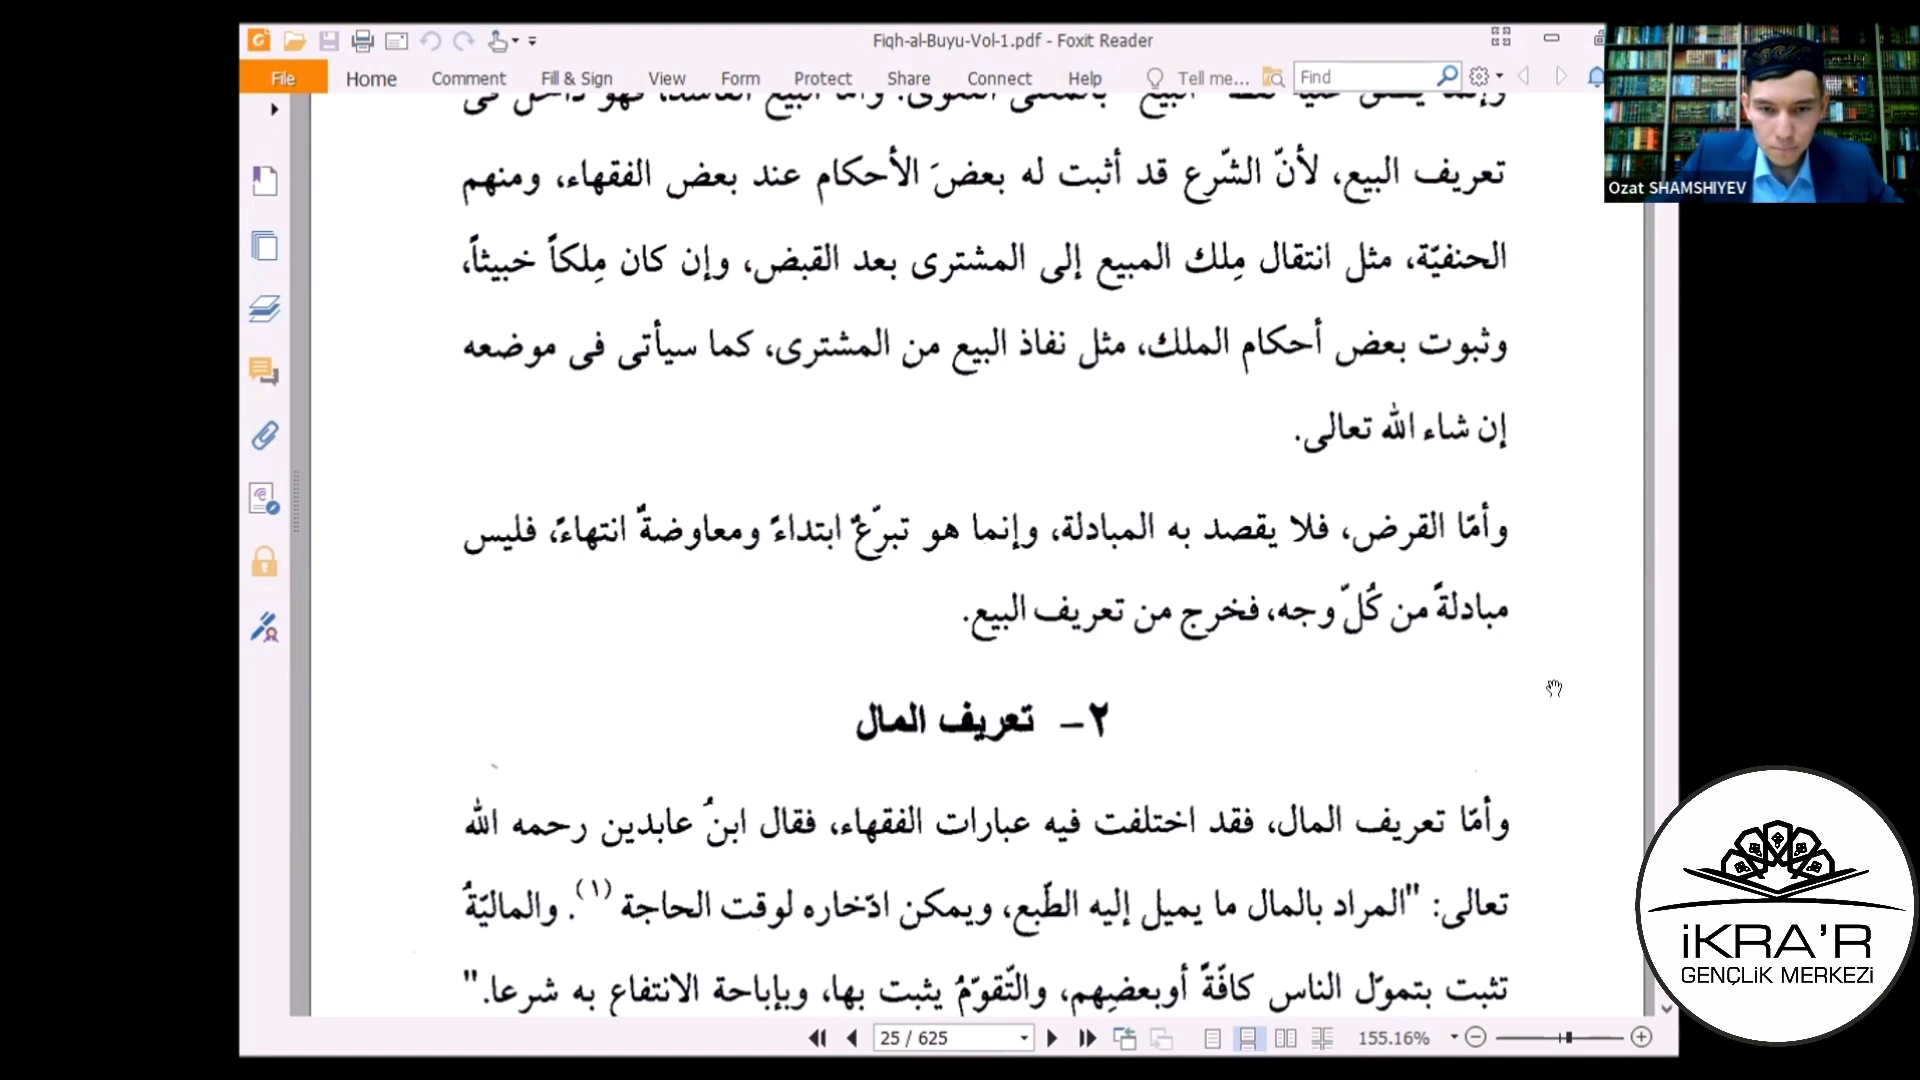 Fiqh-al-Buyu-Vol-1.pdf - Foxit Reader
File Home Comment Fill & Sign View Form Protect Share Connect Help Tell me... Find
Ozat SHAMSHIYEV
تعريف البيع، لأنّ الشّرع قد أثبت له بعضَ الأحكام عند بعض الفقهاء، ومنهم
الحنفيّة، مثل انتقال مِلك المبيع إلى المشترى بعد القبض، وإن كان مِلكاً خبيثاً،
وثبوت بعض أحكام الملك، مثل نفاذ البيع من المشترى، كما سيأتى فى موضعه
إن شاء الله تعالى.
وأمّا القرض، فلا يقصد به المبادلة، وإنما هو تبرّعٌ ابتداءً ومعاوضةٌ انتهاءً، فليس
مبادلةً من كُلّ وجه، فخرج من تعريف البيع.
٢- تعريف المال
وأمّا تعريف المال، فقد اختلفت فيه عبارات الفقهاء، فقال ابنُ عابدين رحمه الله
تعالى: "المراد بالمال ما يميل إليه الطّبع، ويمكن ادّخاره لوقت الحاجة (١). والماليّةُ
تثبت بتموّل الناس كافّةً أوبعضِهم، والتّقوّمُ يثبت بها، وبإباحة الانتفاع به شرعا."
iKRA'R
GENÇLiK MERKEZi
25 / 625
155.16%